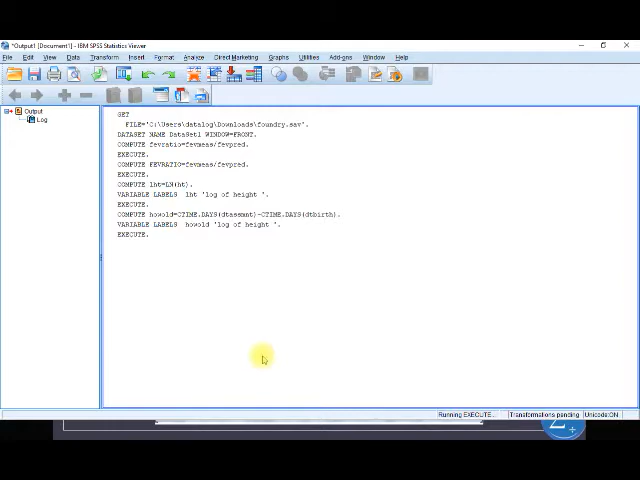 *Output1 [Document1] - IBM SPSS Statistics Viewer
File Edit View Data Transform Insert Format Analyze Direct Marketing Graphs Utilities Add-ons Window Help
Output
Log
GET
FILE='C:\Users\datalog\Downloads\foundry.sav'.
DATASET NAME DataSet1 WINDOW=FRONT.
COMPUTE fevratio=fevmeas/fevpred.
EXECUTE.
COMPUTE FEVRATIO=fevmeas/fevpred.
EXECUTE.
COMPUTE lht=LN(ht).
VARIABLE LABELS lht 'log of height '.
EXECUTE.
COMPUTE howold=CTIME.DAYS(dtassmnt)-CTIME.DAYS(dtbirth).
VARIABLE LABELS howold 'log of height '.
EXECUTE.
Running EXECUTE... Transformations pending Unicode:ON